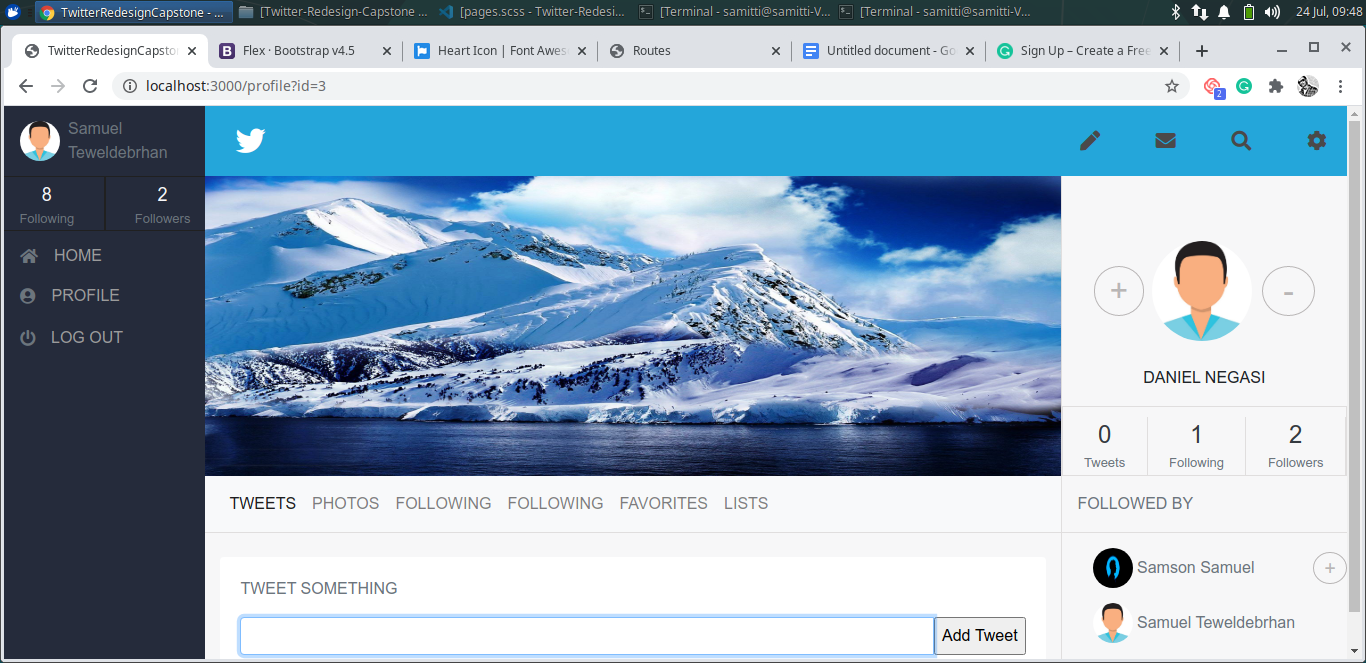 TwitterRedesignCapstone - ...
[Twitter-Redesign-Capstone ...
[pages.scss - Twitter-Redesi...
[Terminal - samitti@samitti-V...
[Terminal - samitti@samitti-V...
24 Jul, 09:48
TwitterRedesignCapsto
Flex · Bootstrap v4.5
Heart Icon | Font Awes
Routes
Untitled document - Go
Sign Up – Create a Free
localhost:3000/profile?id=3
2
Samuel
Teweldebrhan
8
Following
2
Followers
HOME
PROFILE
LOG OUT
+
-
DANIEL NEGASI
0
Tweets
1
Following
2
Followers
TWEETS PHOTOS FOLLOWING FOLLOWING FAVORITES LISTS
FOLLOWED BY
Samson Samuel +
Samuel Teweldebrhan
TWEET SOMETHING
Add Tweet